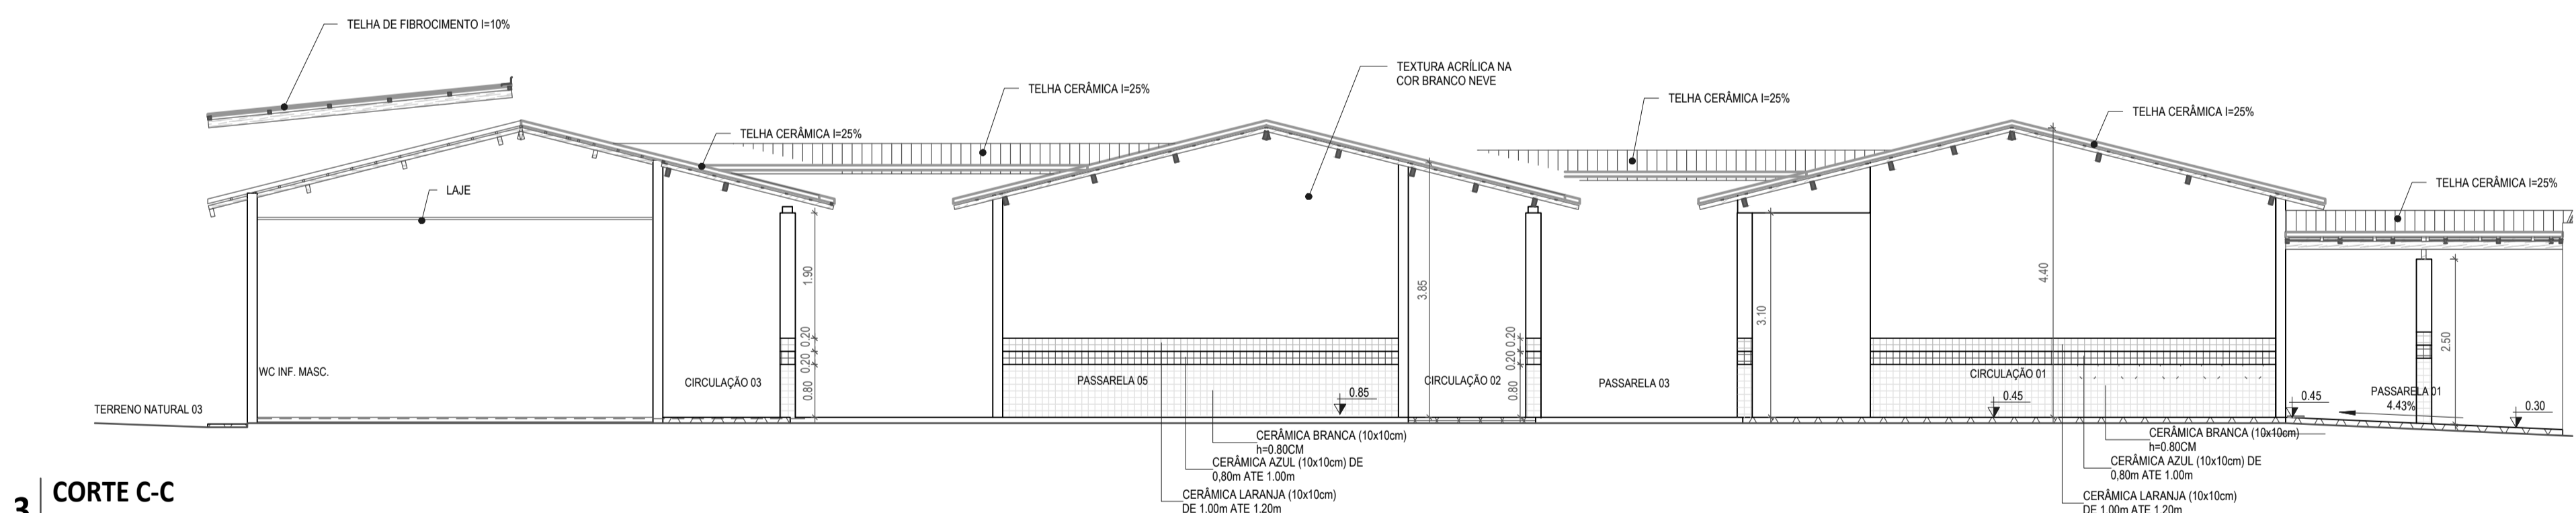 TELHA DE FIBROCIMENTO I=10%
TELHA CERÂMICA I=25%
TELHA CERÂMICA I=25%
TEXTURA ACRÍLICA NA
COR BRANCO NEVE
TELHA CERÂMICA I=25%
TELHA CERÂMICA I=25%
TELHA CERÂMICA I=25%
LAJE
1.90
0.20
0.20
0.80
3.85
0.20
0.20
0.80
3.10
4.40
2.50
WC INF. MASC.
CIRCULAÇÃO 03
PASSARELA 05
0.85
CIRCULAÇÃO 02
PASSARELA 03
CIRCULAÇÃO 01
0.45
0.45
PASSARELA 01
4.43%
0.30
TERRENO NATURAL 03
CERÂMICA BRANCA (10x10cm)
h=0.80CM
CERÂMICA AZUL (10x10cm) DE
0,80m ATE 1.00m
CERÂMICA LARANJA (10x10cm)
DE 1.00m ATE 1.20m
CERÂMICA BRANCA (10x10cm)
h=0.80CM
CERÂMICA AZUL (10x10cm) DE
0,80m ATE 1.00m
CERÂMICA LARANJA (10x10cm)
DE 1.00m ATE 1.20m
3 CORTE C-C